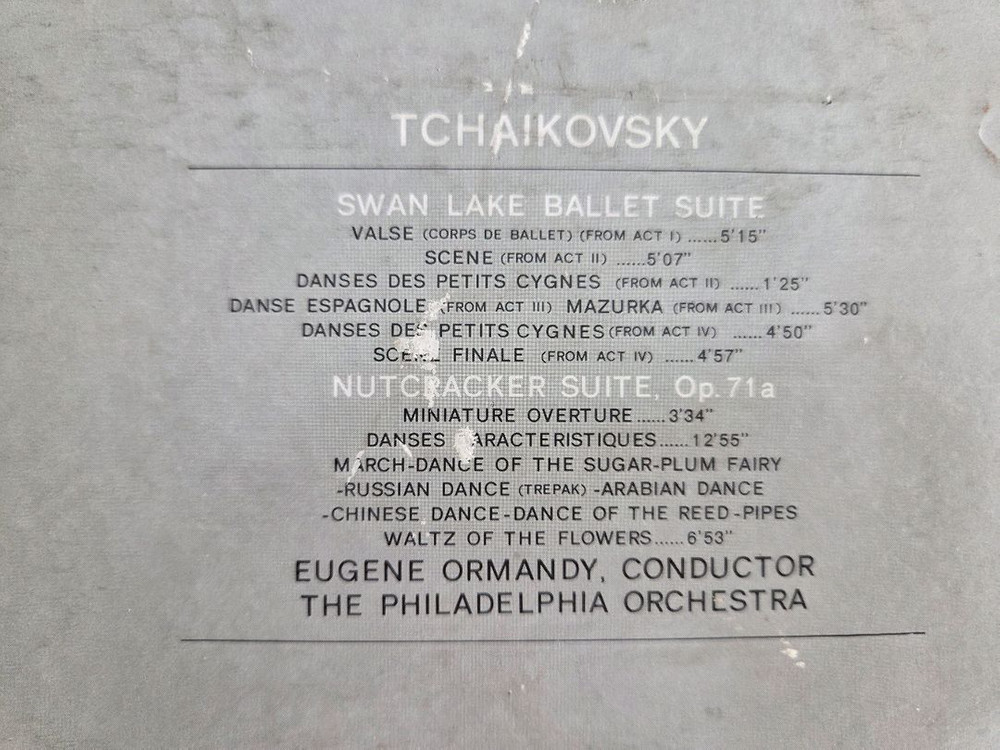 TCHAIKOVSKY
SWAN LAKE BALLET SUITE
VALSE (CORPS DE BALLET) (FROM ACT I) ......5'15"
SCENE (FROM ACT II) ......5'07"
DANSES DES PETITS CYGNES (FROM ACT II) ......1'25"
DANSE ESPAGNOLE (FROM ACT III) MAZURKA (FROM ACT III) ......5'30"
DANSES DES PETITS CYGNES (FROM ACT IV) ......4'50"
SCENE FINALE (FROM ACT IV) ......4'57"
NUTCRACKER SUITE, Op.71a
MINIATURE OVERTURE......3'34"
DANSES ARACTERISTIQUES......12'55"
MARCH-DANCE OF THE SUGAR-PLUM FAIRY
-RUSSIAN DANCE (TREPAK) -ARABIAN DANCE
-CHINESE DANCE-DANCE OF THE REED-PIPES
WALTZ OF THE FLOWERS......6'53"
EUGENE ORMANDY, CONDUCTOR
THE PHILADELPHIA ORCHESTRA